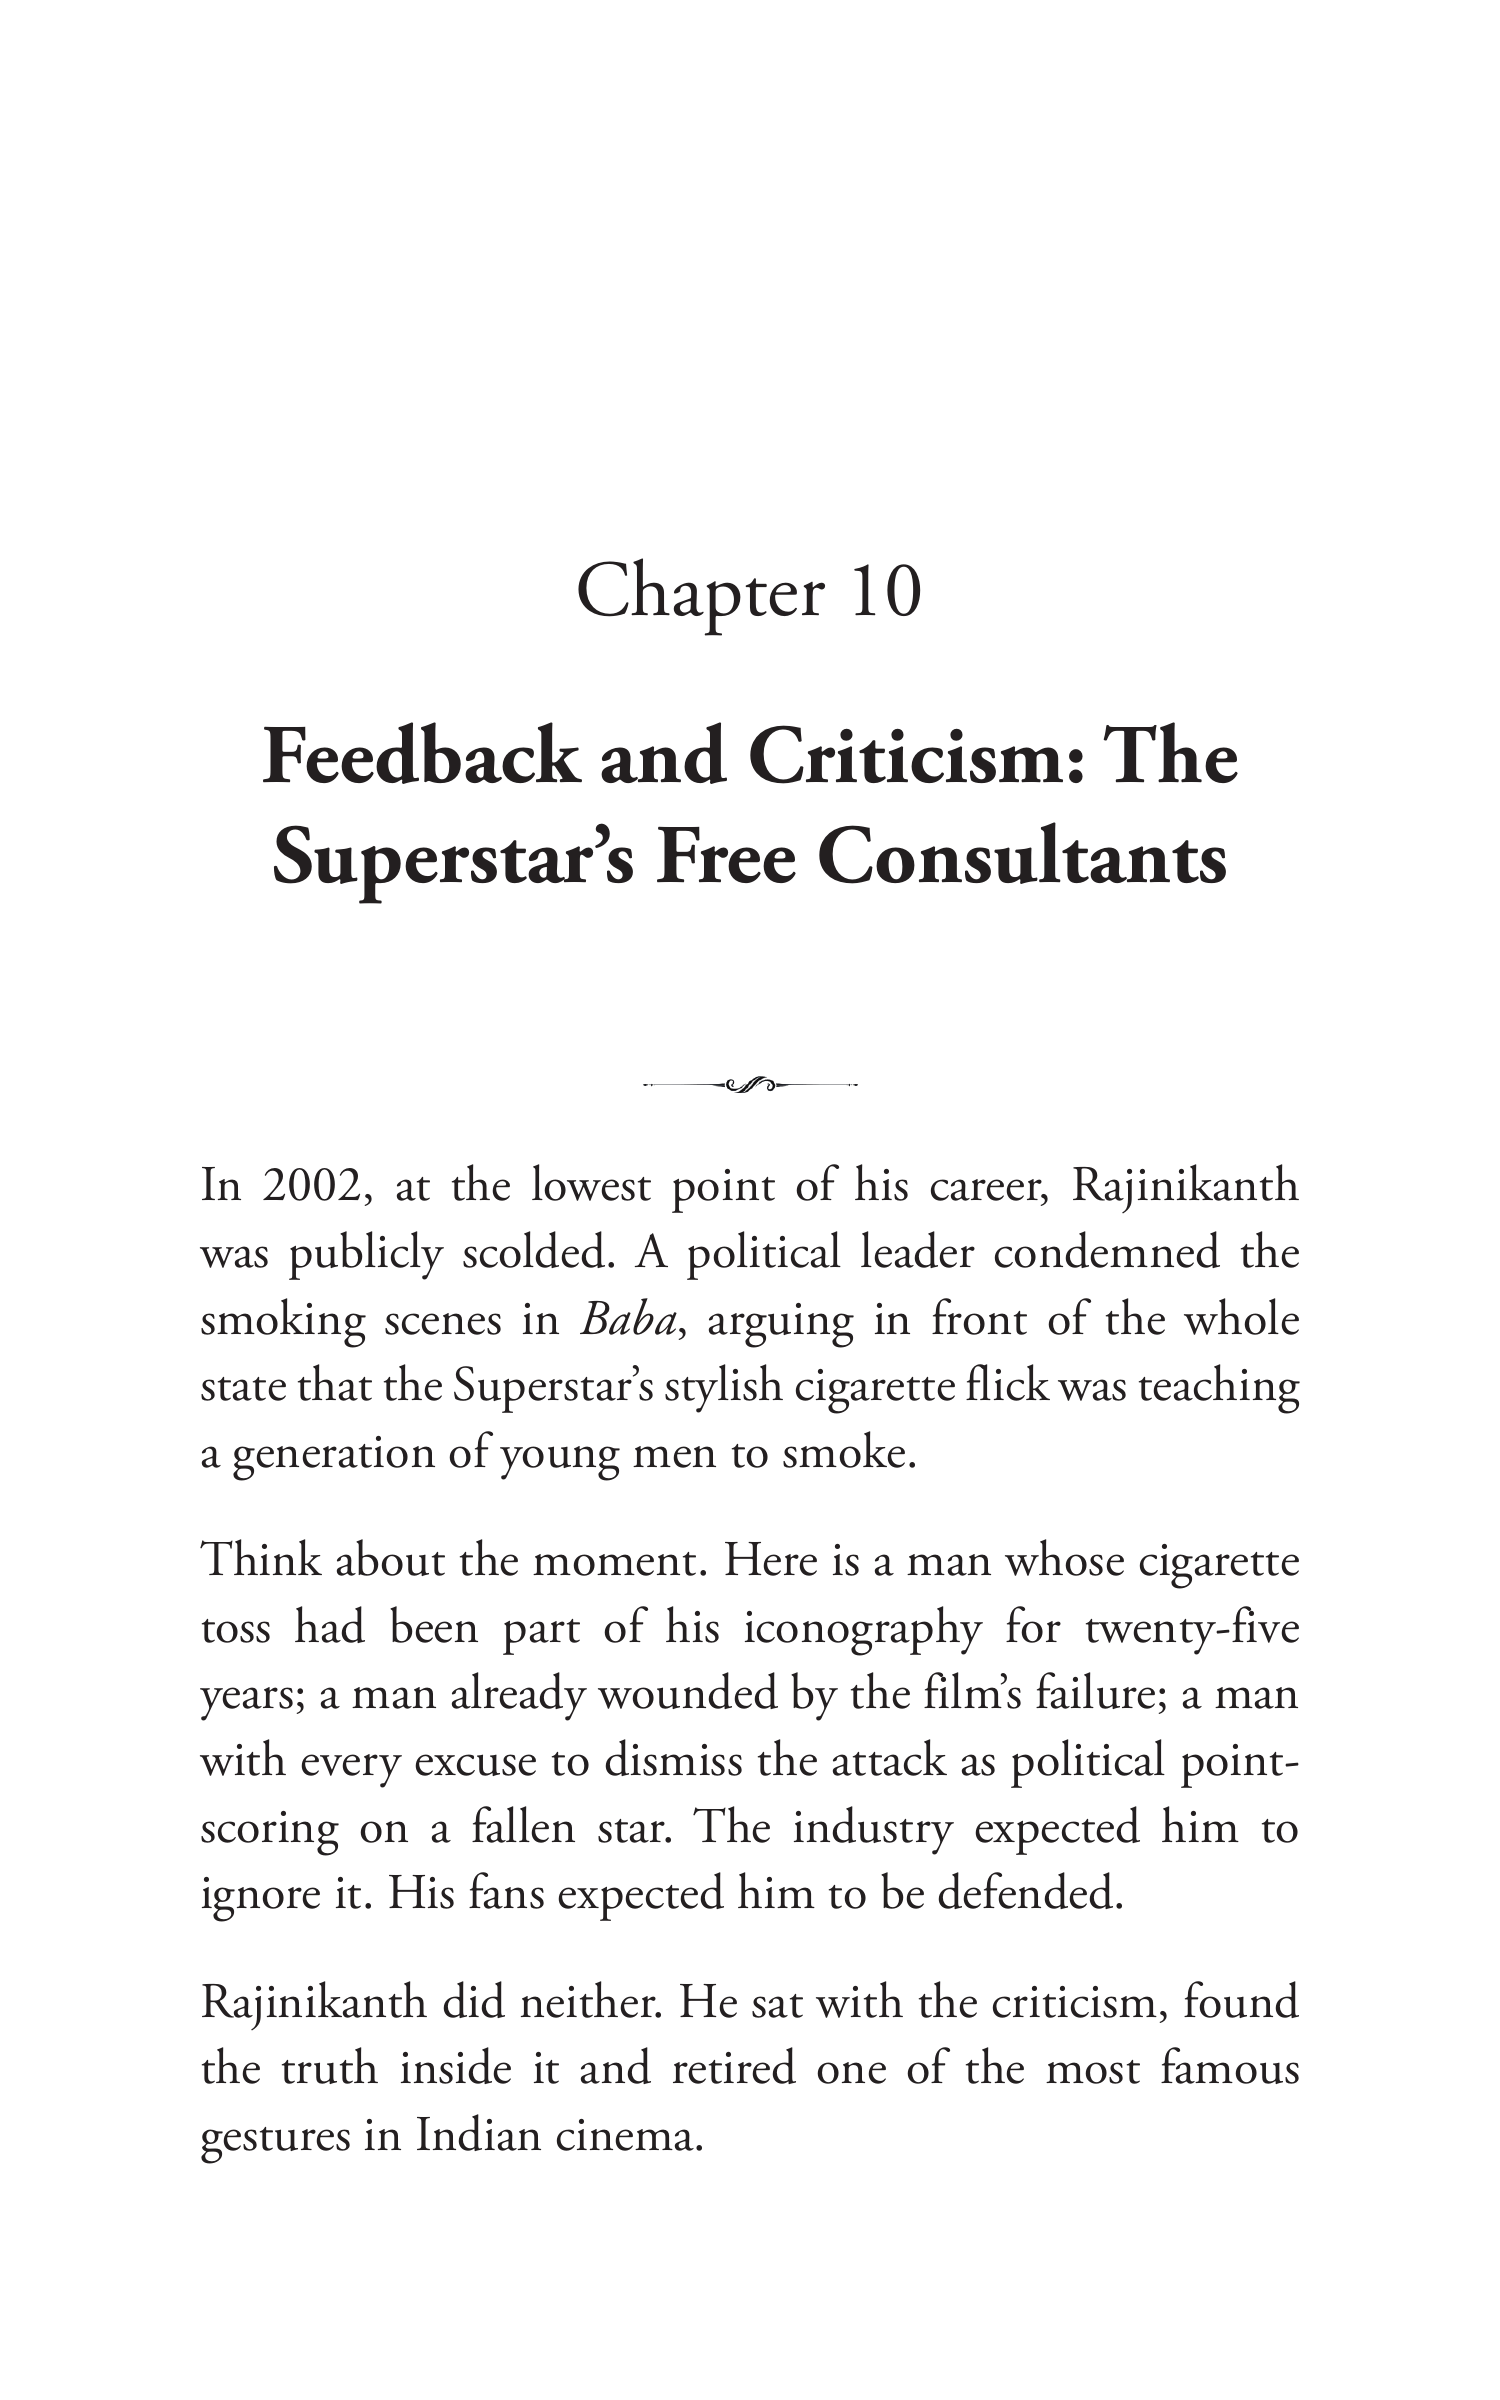 Chapter 10
Feedback and Criticism: The
Superstar’s Free Consultants
In 2002, at the lowest point of his career, Rajinikanth
was publicly scolded. A political leader condemned the
smoking scenes in Baba, arguing in front of the whole
state that the Superstar’s stylish cigarette flick was teaching
a generation of young men to smoke.
Think about the moment. Here is a man whose cigarette
toss had been part of his iconography for twenty-five
years; a man already wounded by the film’s failure; a man
with every excuse to dismiss the attack as political point-
scoring on a fallen star. The industry expected him to
ignore it. His fans expected him to be defended.
Rajinikanth did neither. He sat with the criticism, found
the truth inside it and retired one of the most famous
gestures in Indian cinema.